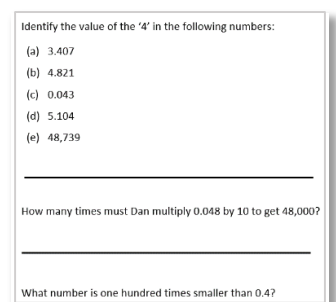 Identify the value of the ‘4’ in the following numbers:
(a) 3.407
(b) 4.821
(c) 0.043
(d) 5.104
(e) 48,739
How many times must Dan multiply 0.048 by 10 to get 48,000?
What number is one hundred times smaller than 0.4?